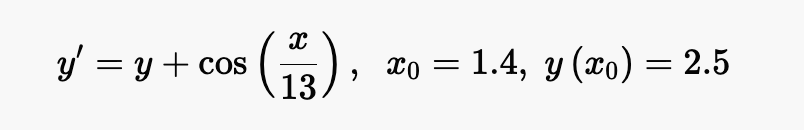 y′ = y + cos(x/13), x₀ = 1.4, y(x₀) = 2.5